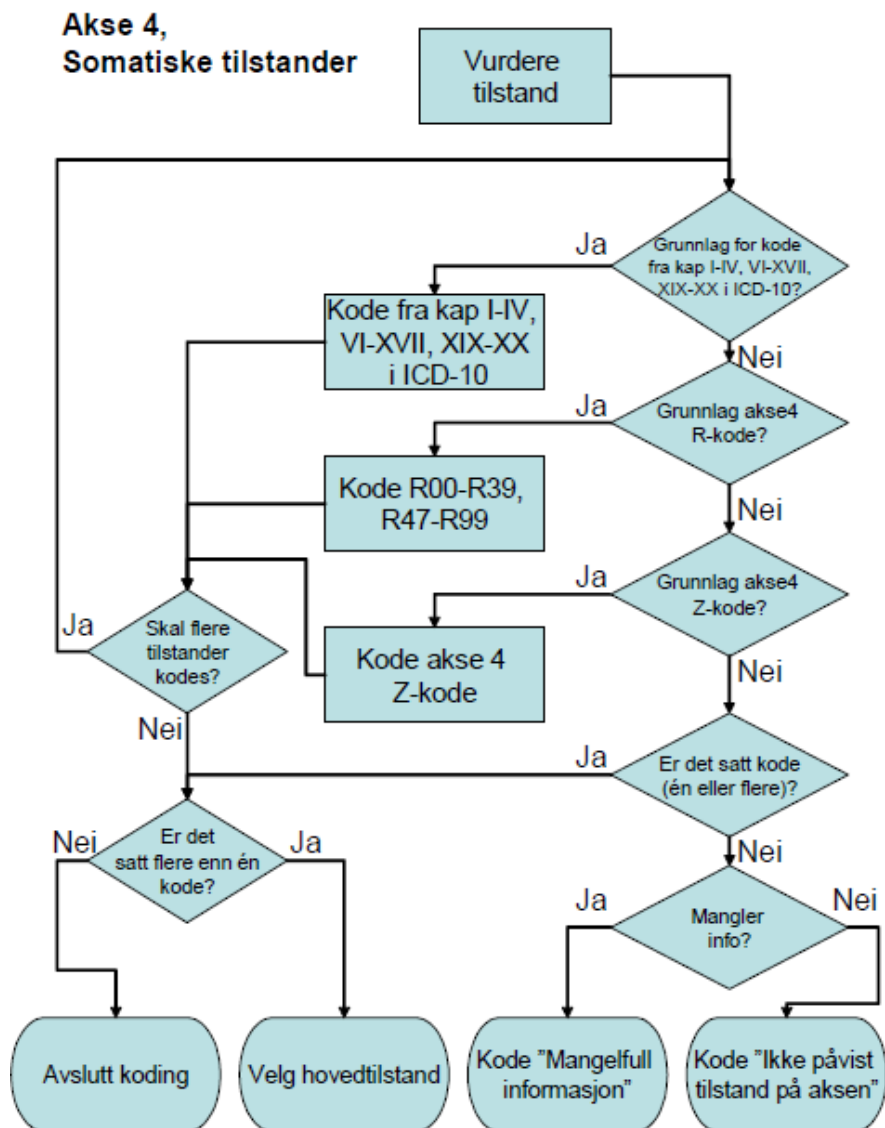 Akse 4,
Somatiske tilstander
Vurdere
tilstand
Ja
Grunnlag for kode
fra kap I-IV, VI-XVII,
XIX-XX i ICD-10?
Kode fra kap I-IV,
VI-XVII, XIX-XX
i ICD-10
Nei
Ja
Grunnlag akse4
R-kode?
Kode R00-R39,
R47-R99
Nei
Ja
Grunnlag akse4
Z-kode?
Ja
Skal flere
tilstander
kodes?
Kode akse 4
Z-kode
Nei
Nei
Ja
Er det satt kode
(én eller flere)?
Nei
Er det
satt flere enn én
kode?
Ja
Nei
Ja
Mangler
info?
Nei
Avslutt koding
Velg hovedtilstand
Kode ”Mangelfull
informasjon”
Kode ”Ikke påvist
tilstand på aksen”